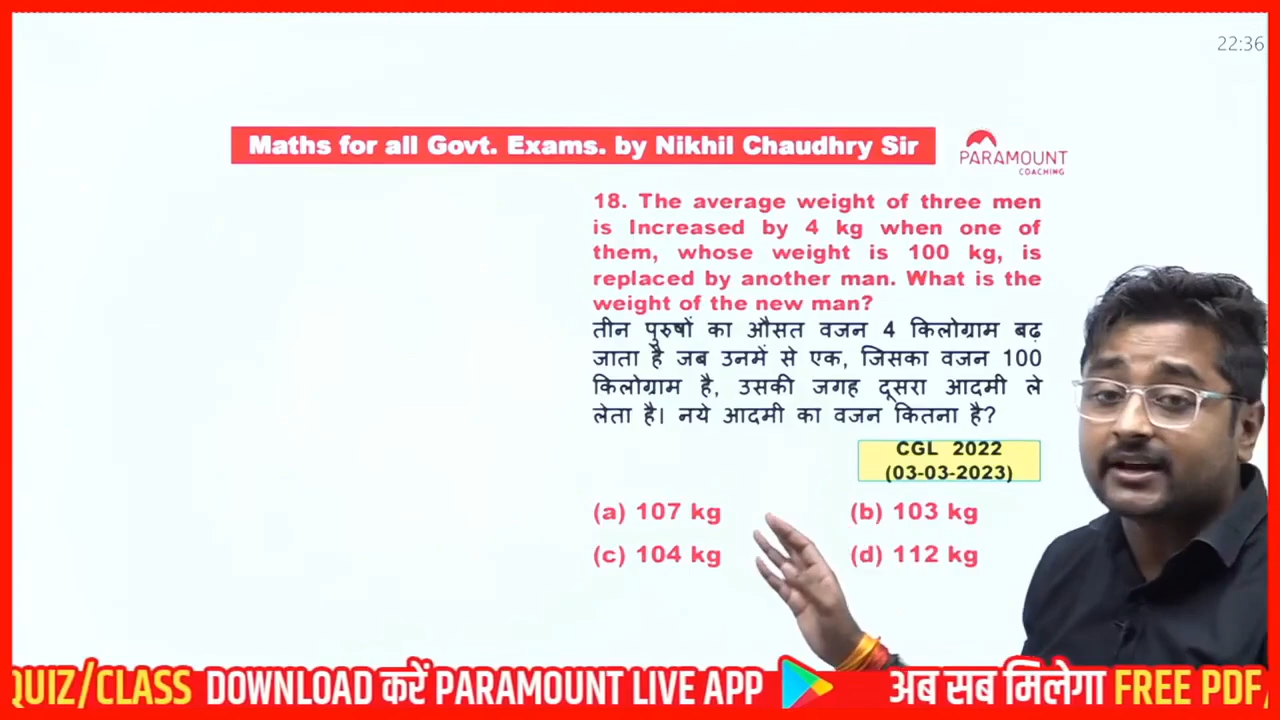 22:36
Maths for all Govt. Exams. by Nikhil Chaudhry Sir
PARAMOUNT
COACHING
18. The average weight of three men
is Increased by 4 kg when one of
them, whose weight is 100 kg, is
replaced by another man. What is the
weight of the new man?
तीन पुरुषों का औसत वजन 4 किलोग्राम बढ़
जाता है जब उनमें से एक, जिसका वजन 100
किलोग्राम है, उसकी जगह दूसरा आदमी ले
लेता है। नये आदमी का वजन कितना है?
CGL 2022
(03-03-2023)
(a) 107 kg (b) 103 kg
(c) 104 kg (d) 112 kg
QUIZ/CLASS DOWNLOAD करें PARAMOUNT LIVE APP अब सब मिलेगा FREE PDF/